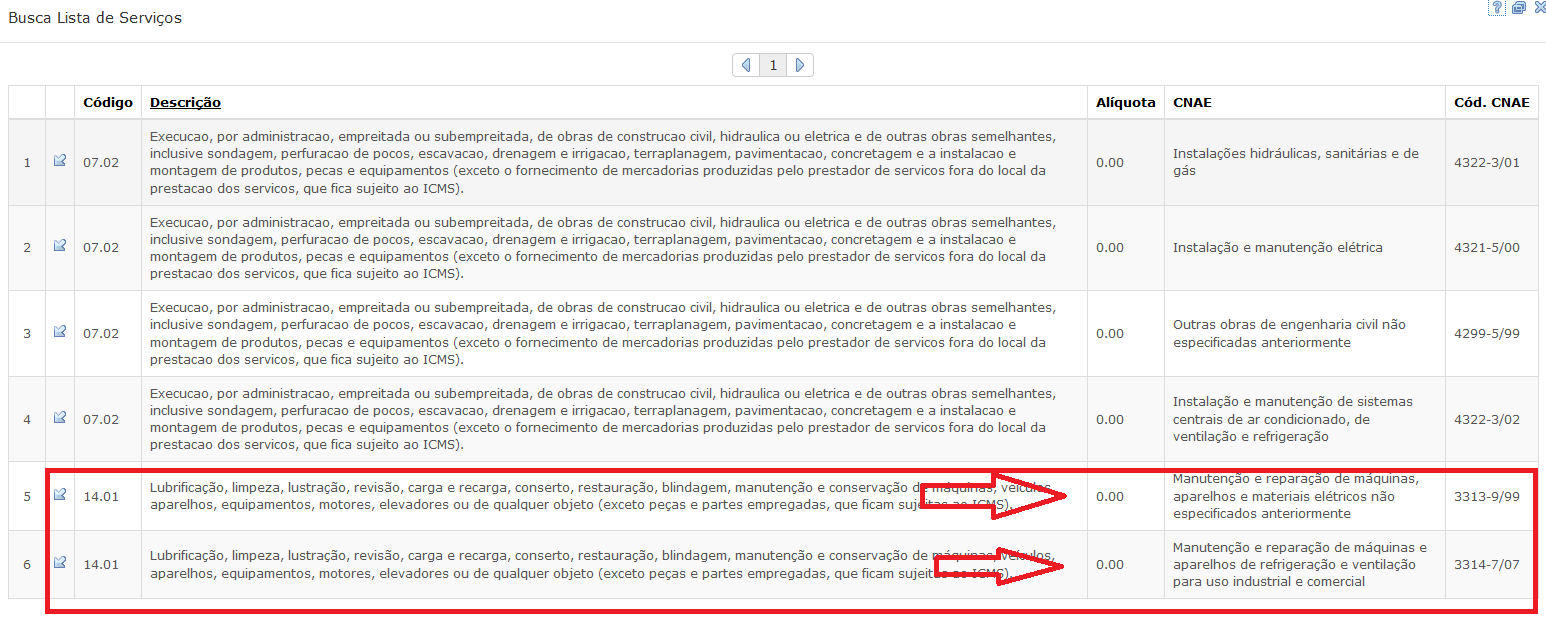 Busca Lista de Serviços
1
Código Descrição Alíquota CNAE Cód. CNAE
1 07.02 Execucao, por administracao, empreitada ou subempreitada, de obras de construcao civil, hidraulica ou eletrica e de outras obras semelhantes,
inclusive sondagem, perfuracao de pocos, escavacao, drenagem e irrigacao, terraplanagem, pavimentacao, concretagem e a instalacao e
montagem de produtos, pecas e equipamentos (exceto o fornecimento de mercadorias produzidas pelo prestador de servicos fora do local da
prestacao dos servicos, que fica sujeito ao ICMS).
0.00
Instalações hidráulicas, sanitárias e de
gás
4322-3/01
2 07.02 Execucao, por administracao, empreitada ou subempreitada, de obras de construcao civil, hidraulica ou eletrica e de outras obras semelhantes,
inclusive sondagem, perfuracao de pocos, escavacao, drenagem e irrigacao, terraplanagem, pavimentacao, concretagem e a instalacao e
montagem de produtos, pecas e equipamentos (exceto o fornecimento de mercadorias produzidas pelo prestador de servicos fora do local da
prestacao dos servicos, que fica sujeito ao ICMS).
0.00
Instalação e manutenção elétrica
4321-5/00
3 07.02 Execucao, por administracao, empreitada ou subempreitada, de obras de construcao civil, hidraulica ou eletrica e de outras obras semelhantes,
inclusive sondagem, perfuracao de pocos, escavacao, drenagem e irrigacao, terraplanagem, pavimentacao, concretagem e a instalacao e
montagem de produtos, pecas e equipamentos (exceto o fornecimento de mercadorias produzidas pelo prestador de servicos fora do local da
prestacao dos servicos, que fica sujeito ao ICMS).
0.00
Outras obras de engenharia civil não
especificadas anteriormente
4299-5/99
4 07.02 Execucao, por administracao, empreitada ou subempreitada, de obras de construcao civil, hidraulica ou eletrica e de outras obras semelhantes,
inclusive sondagem, perfuracao de pocos, escavacao, drenagem e irrigacao, terraplanagem, pavimentacao, concretagem e a instalacao e
montagem de produtos, pecas e equipamentos (exceto o fornecimento de mercadorias produzidas pelo prestador de servicos fora do local da
prestacao dos servicos, que fica sujeito ao ICMS).
0.00
Instalação e manutenção de sistemas
centrais de ar condicionado, de
ventilação e refrigeração
4322-3/02
5 14.01 Lubrificação, limpeza, lustração, revisão, carga e recarga, conserto, restauração, blindagem, manutenção e conservação de máquinas, veículos,
aparelhos, equipamentos, motores, elevadores ou de qualquer objeto (exceto peças e partes empregadas, que ficam sujeitas ao ICMS).
0.00
Manutenção e reparação de máquinas,
aparelhos e materiais elétricos não
especificados anteriormente
3313-9/99
6 14.01 Lubrificação, limpeza, lustração, revisão, carga e recarga, conserto, restauração, blindagem, manutenção e conservação de máquinas, veículos,
aparelhos, equipamentos, motores, elevadores ou de qualquer objeto (exceto peças e partes empregadas, que ficam sujeitas ao ICMS).
0.00
Manutenção e reparação de máquinas e
aparelhos de refrigeração e ventilação
para uso industrial e comercial
3314-7/07